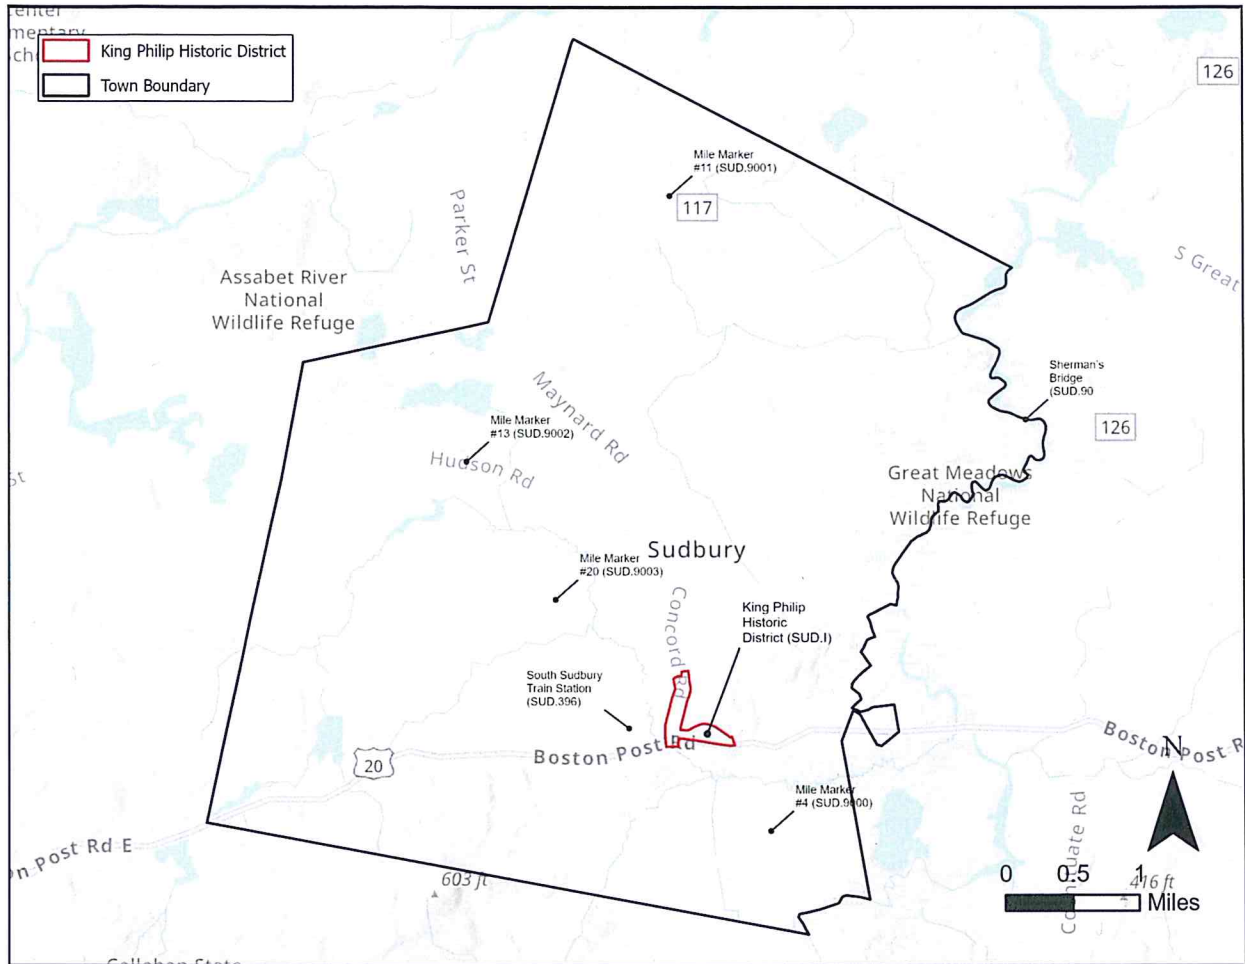 mentary
King Philip Historic District
Town Boundary
126
Mile Marker
#11 (SUD.9001)
117
Parker St
S Great
Assabet River
National
Wildlife Refuge
Sherman's
Bridge
(SUD.90
126
Maynard Rd
Mile Marker
#13 (SUD.9002)
Hudson Rd
St
Great Meadows
National
Wildlife Refuge
Sudbury
Mile Marker
#20 (SUD.9003)
Concord Rd
King Philip
Historic
District (SUD.I)
South Sudbury
Train Station
(SUD.396)
Boston Post Rd
Boston Post R
20
N
Mile Marker
#4 (SUD.9000)
n Post Rd E
603 ft
0 0.5 1
416 ft
Miles